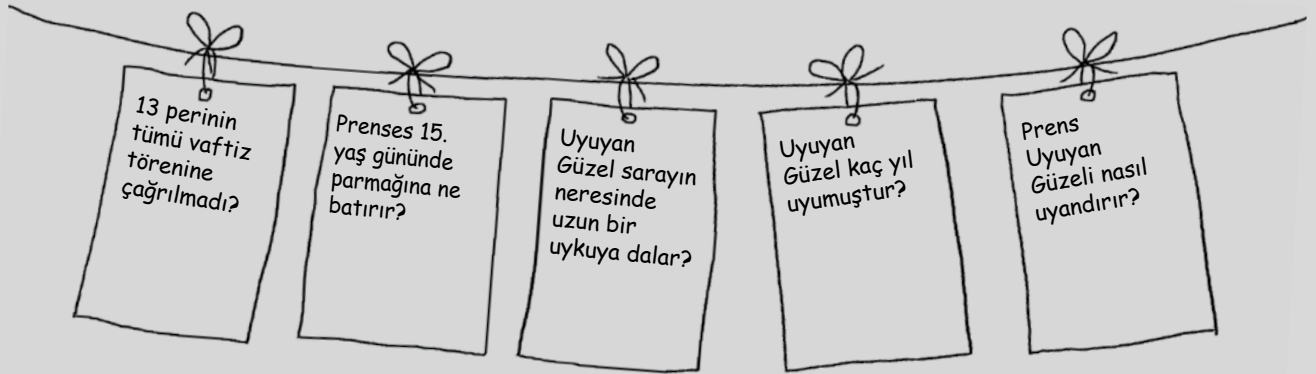 13 perinin
tümü vaftiz
törenine
çağrılmadı?
Prenses 15.
yaş gününde
parmağına ne
batırır?
Uyuyan
Güzel sarayın
neresinde
uzun bir
uykuya dalar?
Uyuyan
Güzel kaç yıl
uyumuştur?
Prens
Uyuyan
Güzeli nasıl
uyandırır?